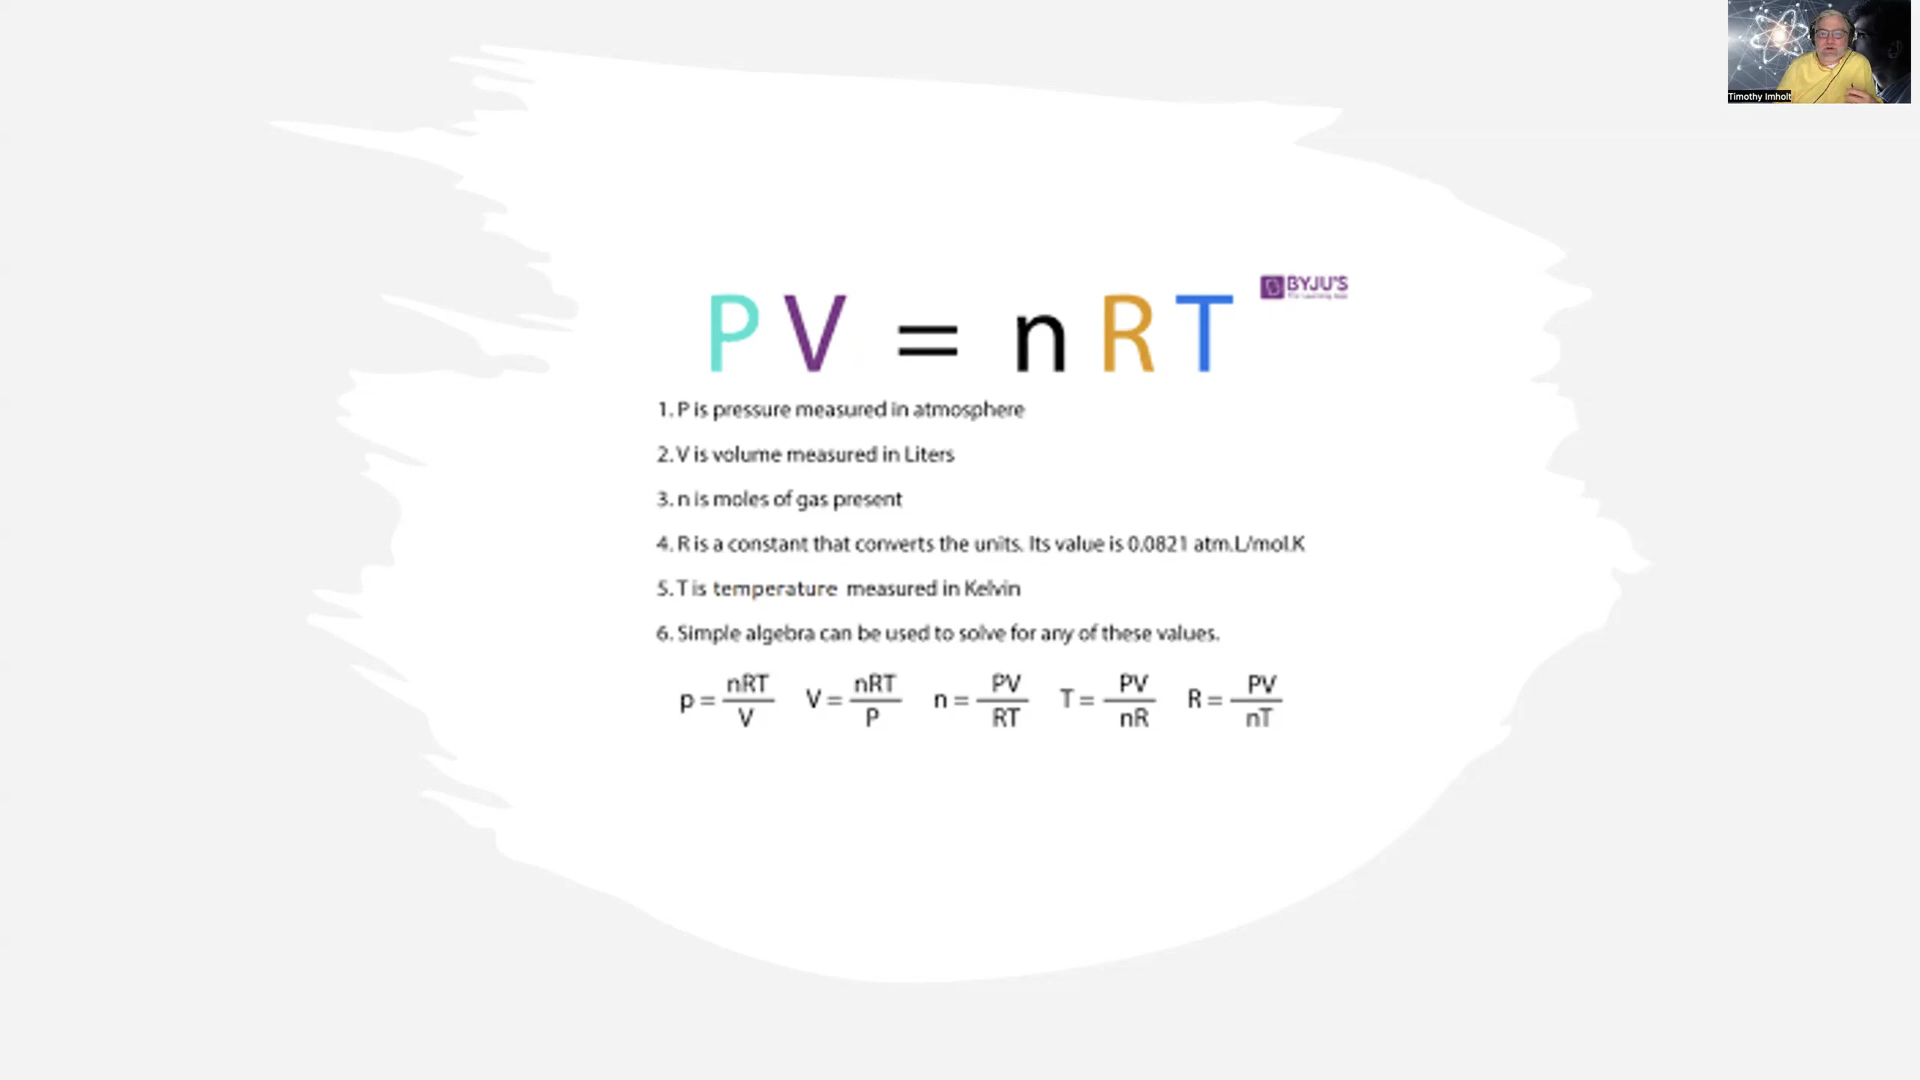 Timothy Imholt
BYJU'S
The Learning App
PV = nRT
1. P is pressure measured in atmosphere
2. V is volume measured in Liters
3. n is moles of gas present
4. R is a constant that converts the units. Its value is 0.0821 atm.L/mol.K
5. T is temperature measured in Kelvin
6. Simple algebra can be used to solve for any of these values.
p = nRT/V V = nRT/P n = PV/RT T = PV/nR R = PV/nT